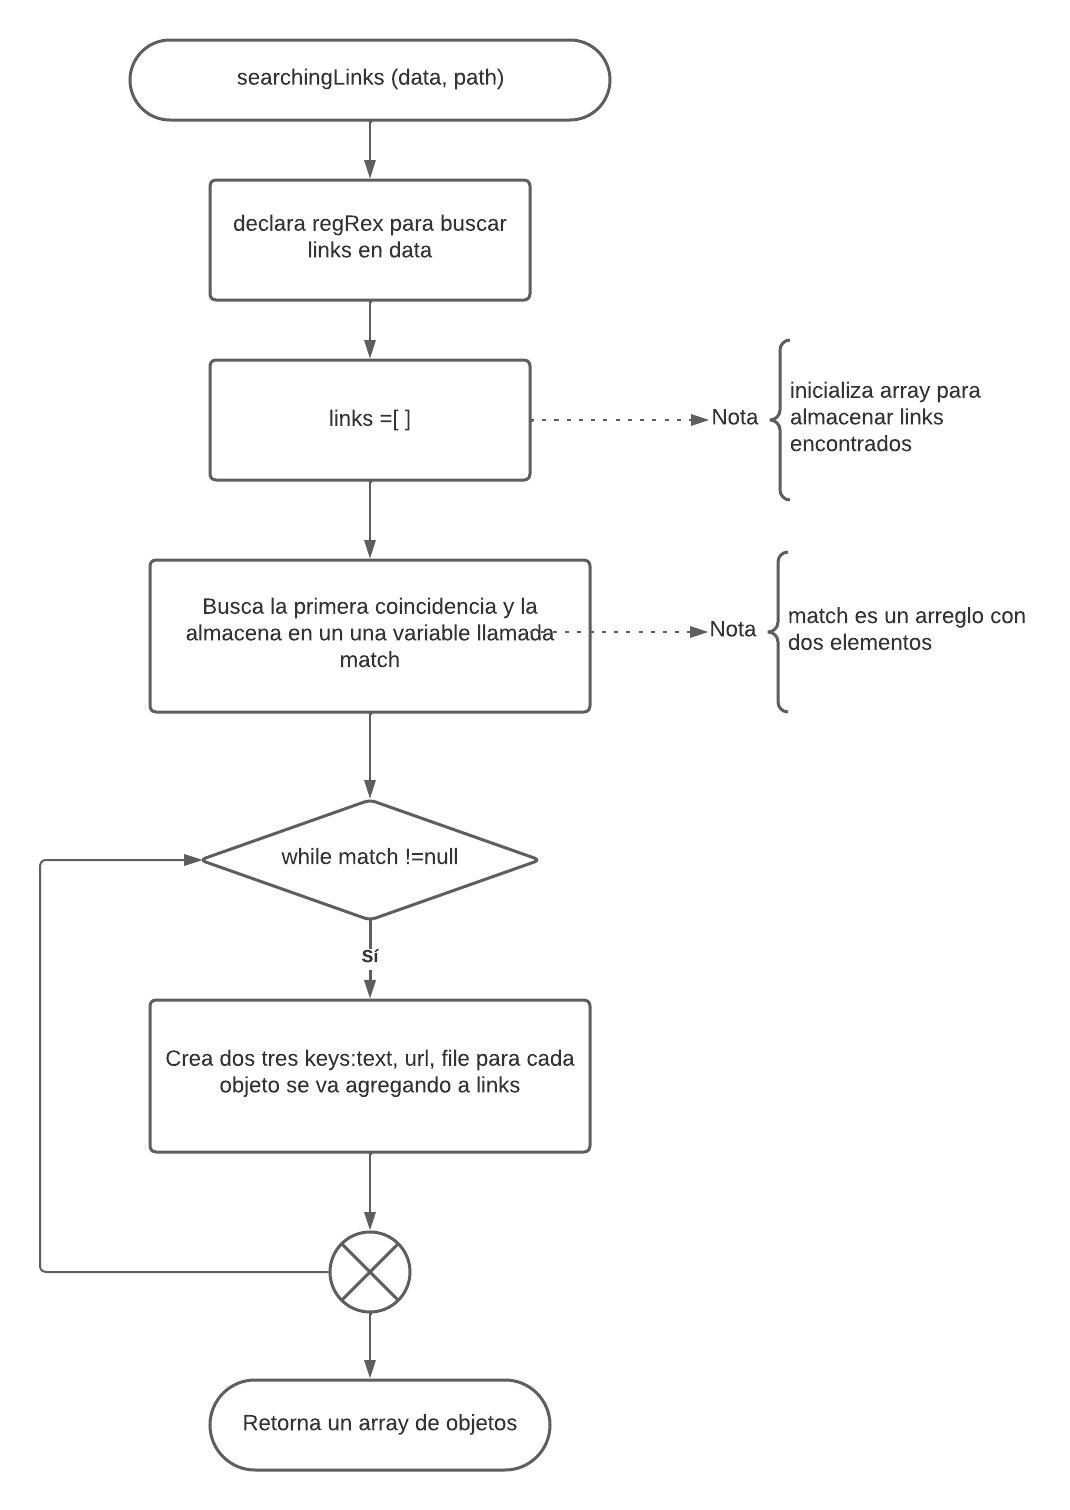 searchingLinks (data, path)
declara regRex para buscar
links en data
links =[ ]
Nota
inicializa array para
almacenar links
encontrados
Busca la primera coincidencia y la
almacena en un una variable llamada
match
Nota
match es un arreglo con
dos elementos
while match !=null
Sí
Crea dos tres keys:text, url, file para cada
objeto se va agregando a links
Retorna un array de objetos